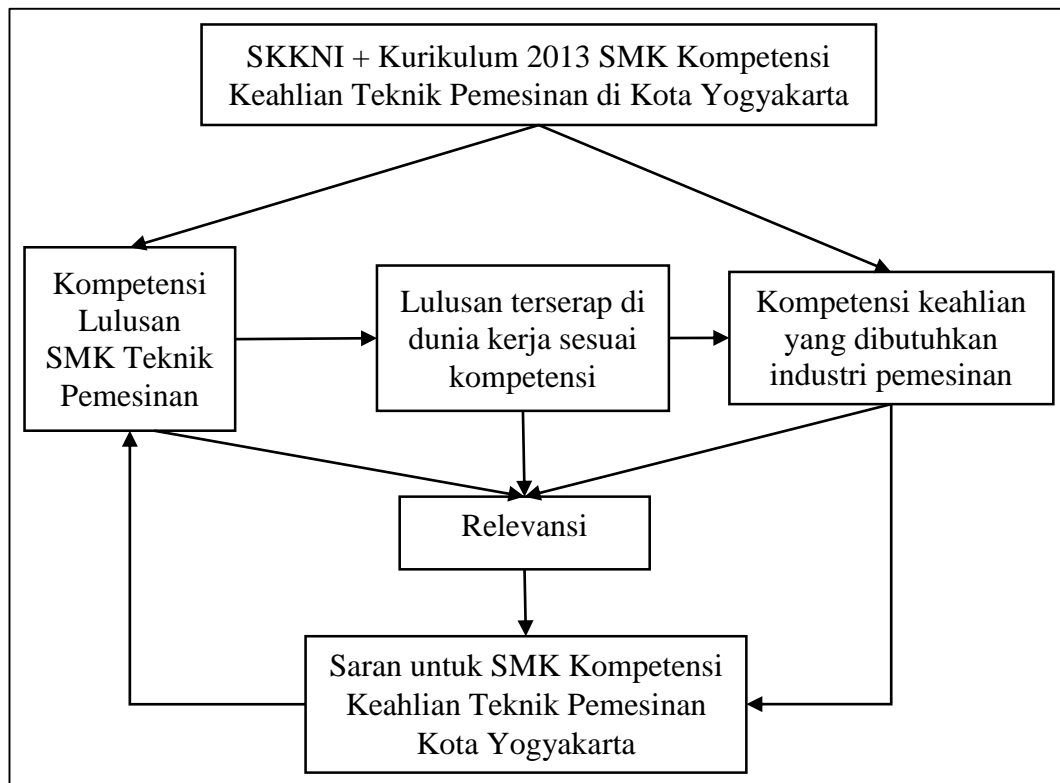 SKKNI + Kurikulum 2013 SMK Kompetensi
Keahlian Teknik Pemesinan di Kota Yogyakarta
Kompetensi
Lulusan
SMK Teknik
Pemesinan
Lulusan terserap di
dunia kerja sesuai
kompetensi
Kompetensi keahlian
yang dibutuhkan
industri pemesinan
Relevansi
Saran untuk SMK Kompetensi
Keahlian Teknik Pemesinan
Kota Yogyakarta